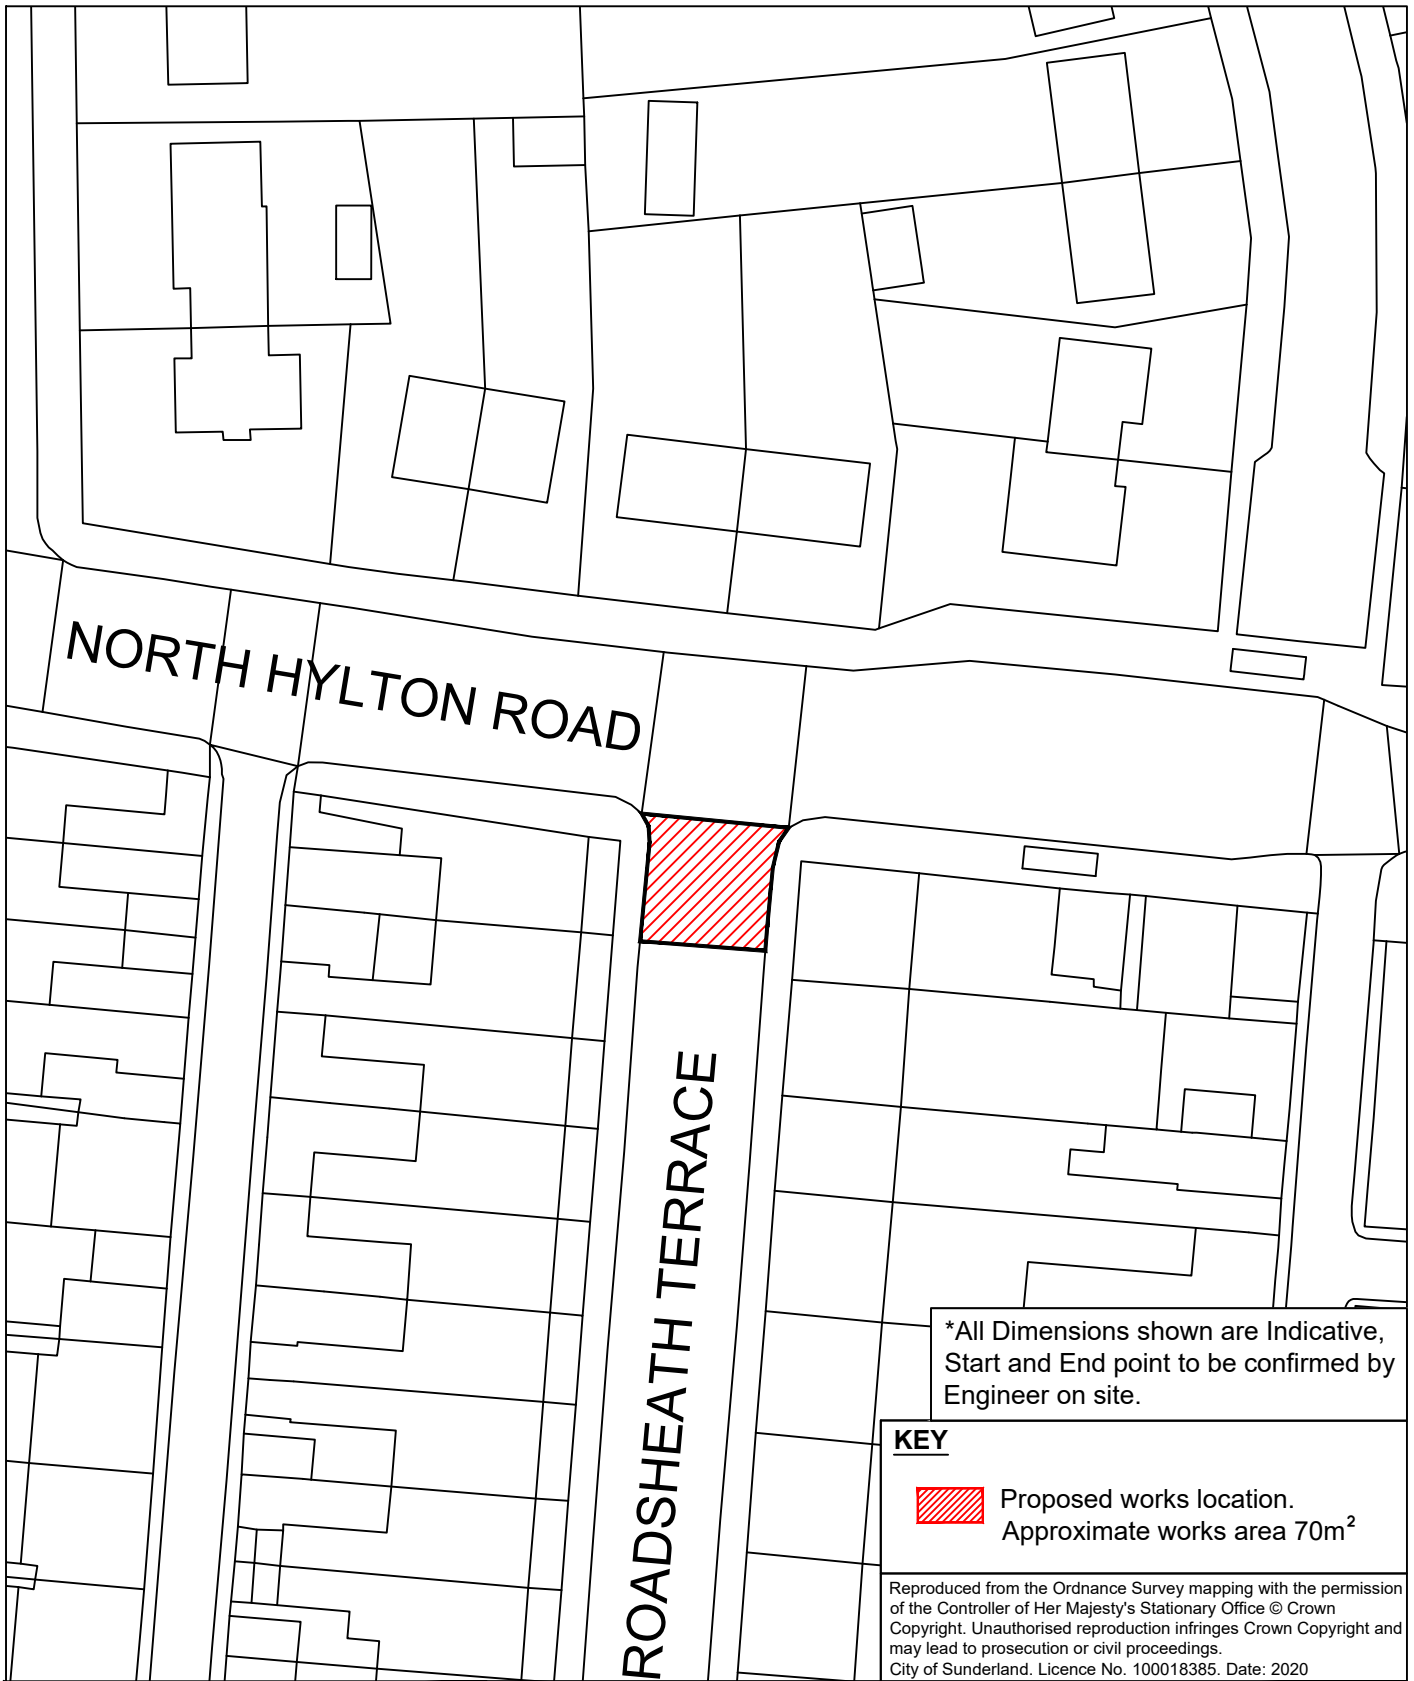 NORTH HYLTON ROAD
ROADSHEATH TERRACE
*All Dimensions shown are Indicative,
Start and End point to be confirmed by
Engineer on site.
KEY
Proposed works location.
Approximate works area 70m²
Reproduced from the Ordnance Survey mapping with the permission
of the Controller of Her Majesty's Stationary Office © Crown
Copyright. Unauthorised reproduction infringes Crown Copyright and
may lead to prosecution or civil proceedings.
City of Sunderland. Licence No. 100018385. Date: 2020